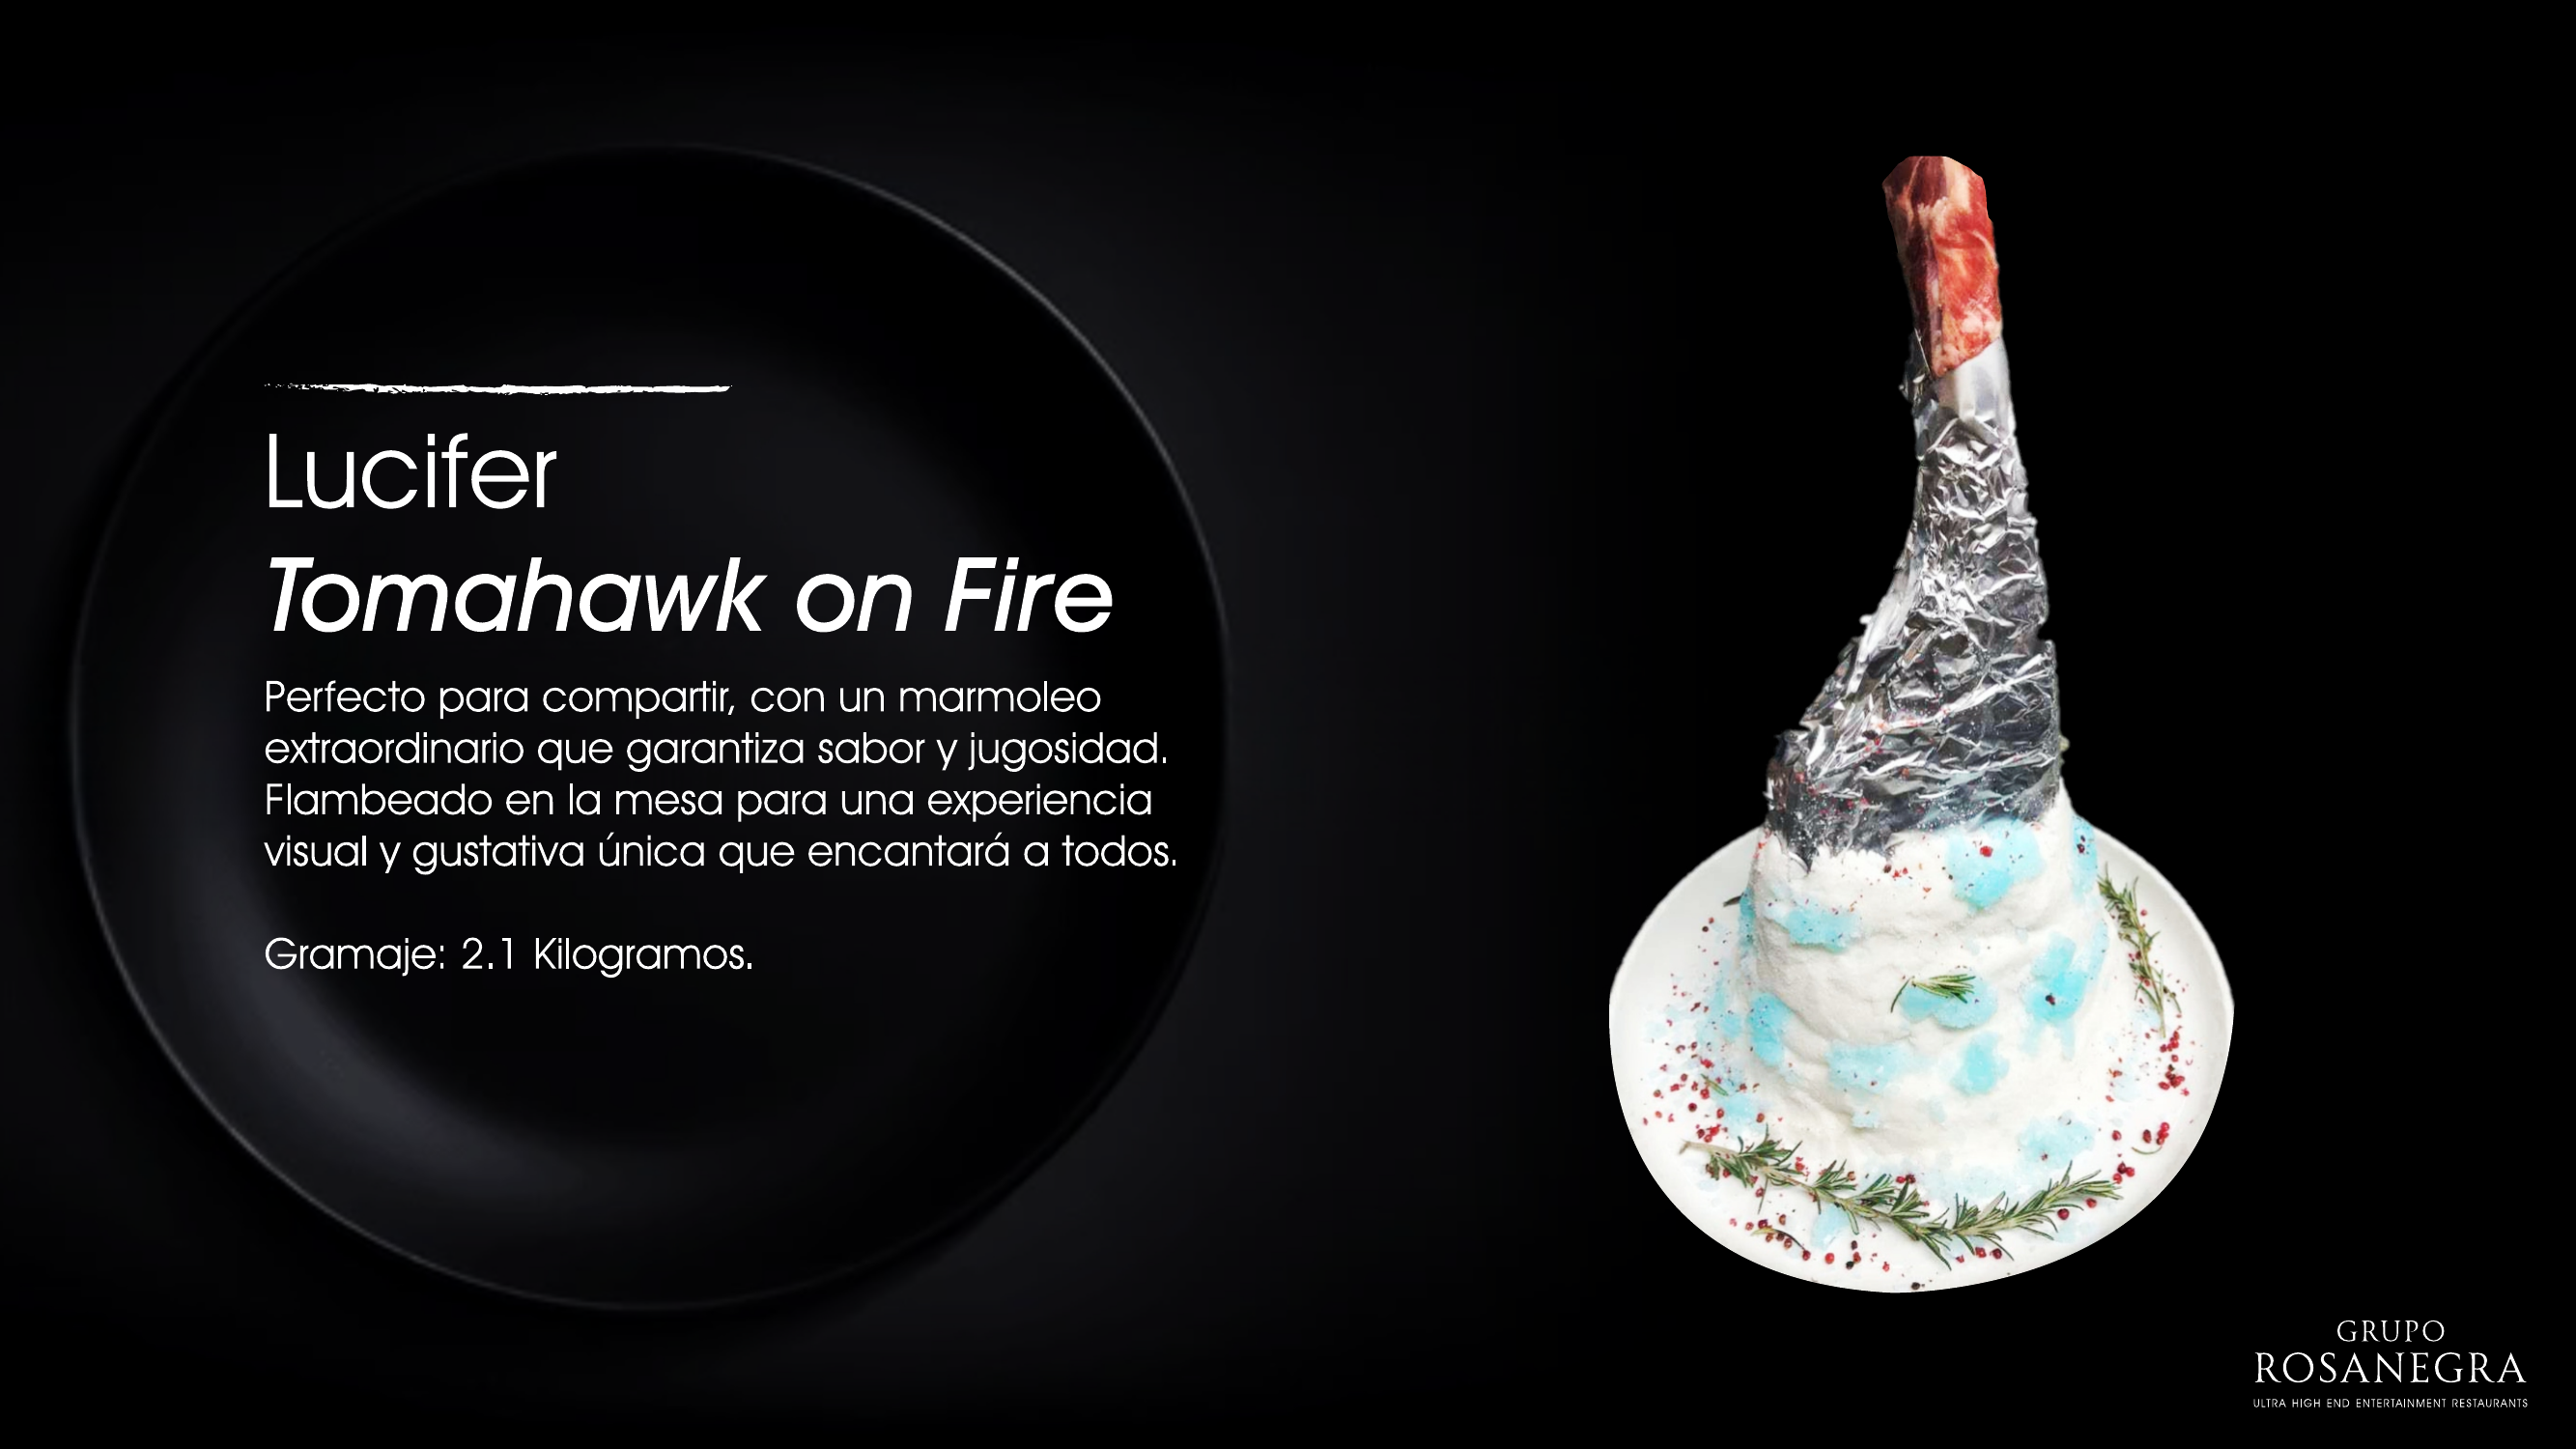 Lucifer
Tomahawk on Fire
Perfecto para compartir, con un marmoleo
extraordinario que garantiza sabor y jugosidad.
Flambeado en la mesa para una experiencia
visual y gustativa única que encantará a todos.
Gramaje: 2.1 Kilogramos.
GRUPO
ROSANEGRA
ULTRA HIGH END ENTERTAINMENT RESTAURANTS